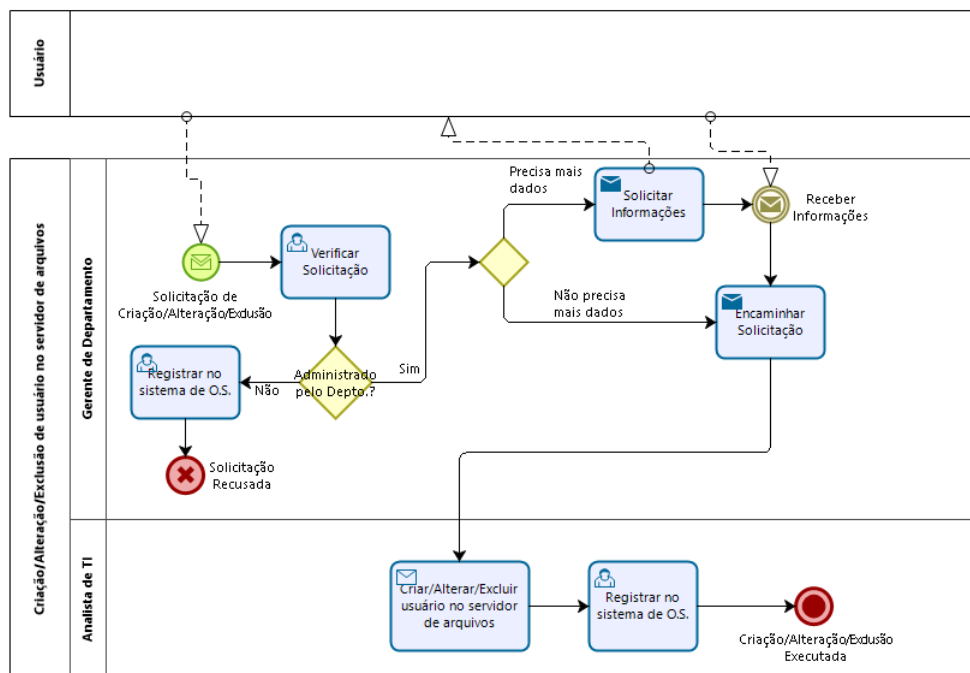 Usuário
Criação/Alteração/Exclusão de usuário no servidor de arquivos
Gerente de Departamento
Precisa mais
dados
Solicitar
Informações
Receber
Informações
Verificar
Solicitação
Solicitação de
Criação/Alteração/Exclusão
Não precisa
mais dados
Encaminhar
Solicitação
Registrar no
sistema de O.S.
Não
Administrado
pelo Depto.?
Sim
Solicitação
Recusada
Analista de TI
Criar/Alterar/Excluir
usuário no servidor
de arquivos
Registrar no
sistema de O.S.
Criação/Alteração/Exclusão
Executada